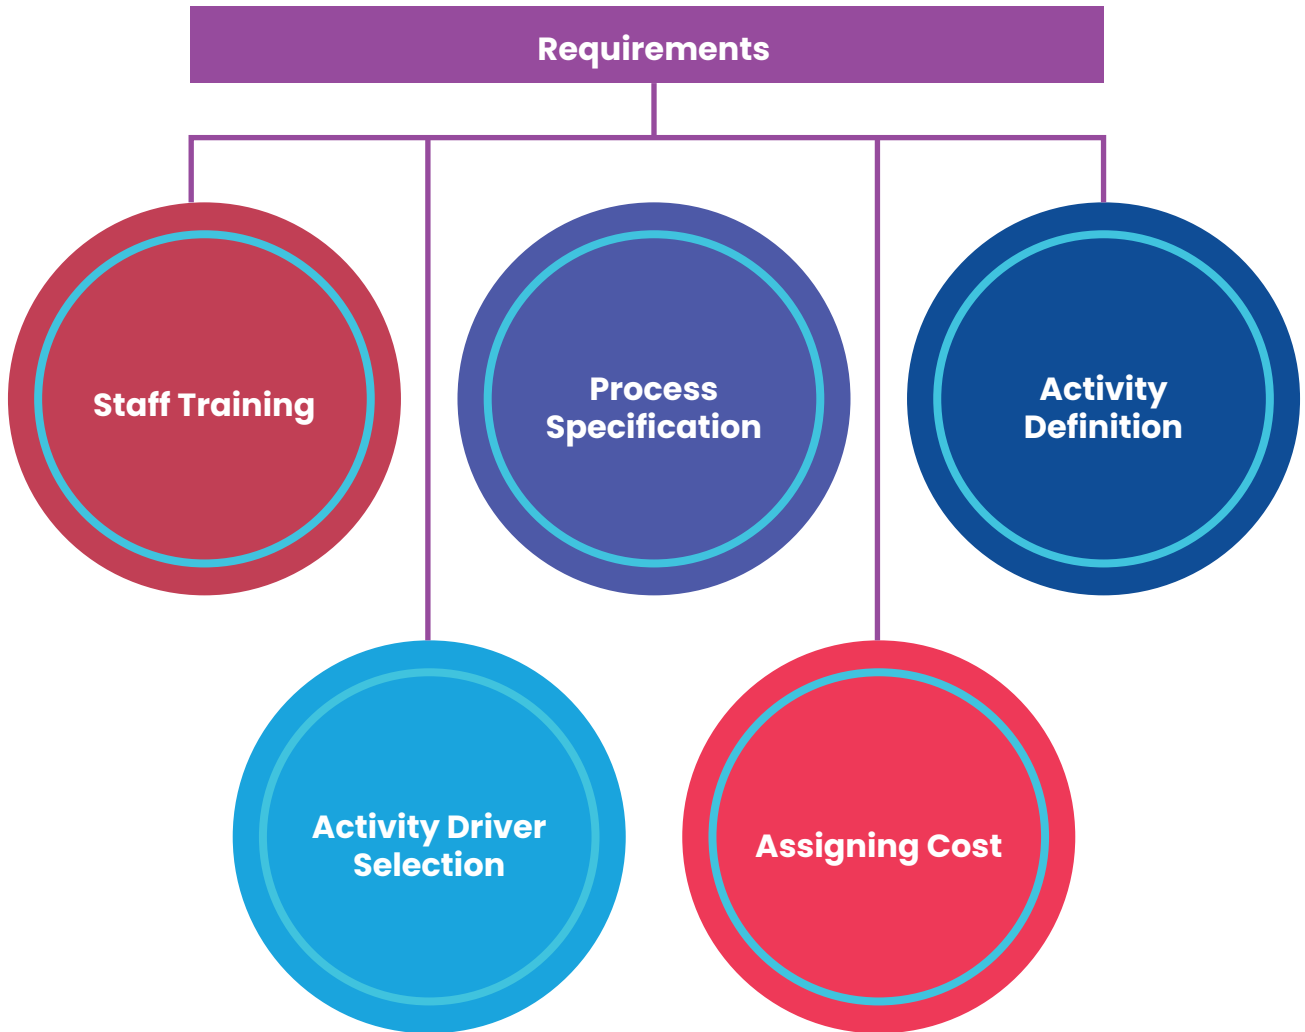 Requirements
Staff Training
Process
Specification
Activity
Definition
Activity Driver
Selection
Assigning Cost